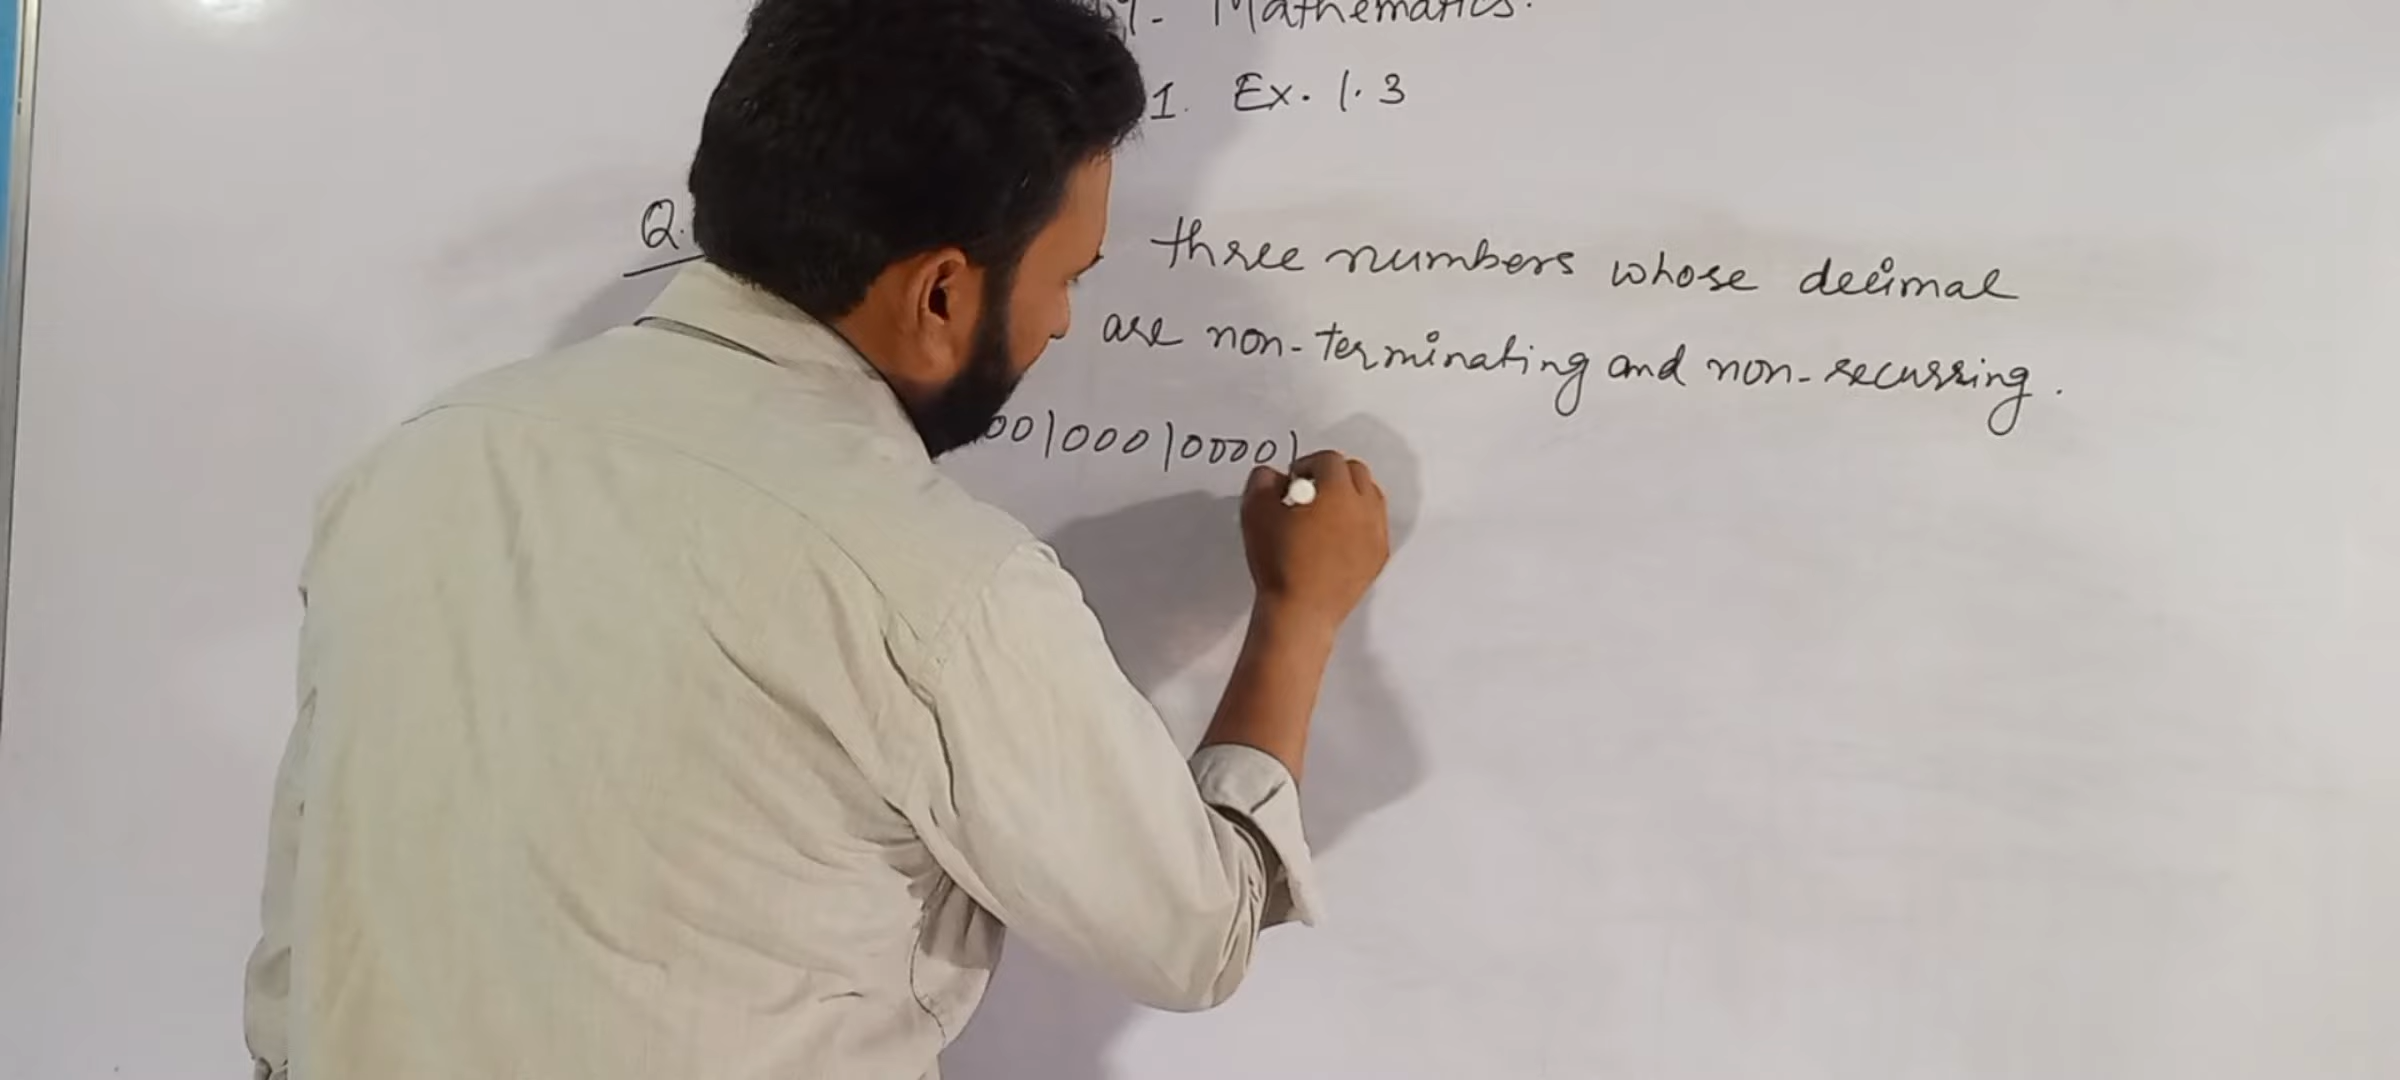 Mathematics.
1. Ex. 1.3
Q. three numbers whose decimal
are non-terminating and non-recurring.
001000100001